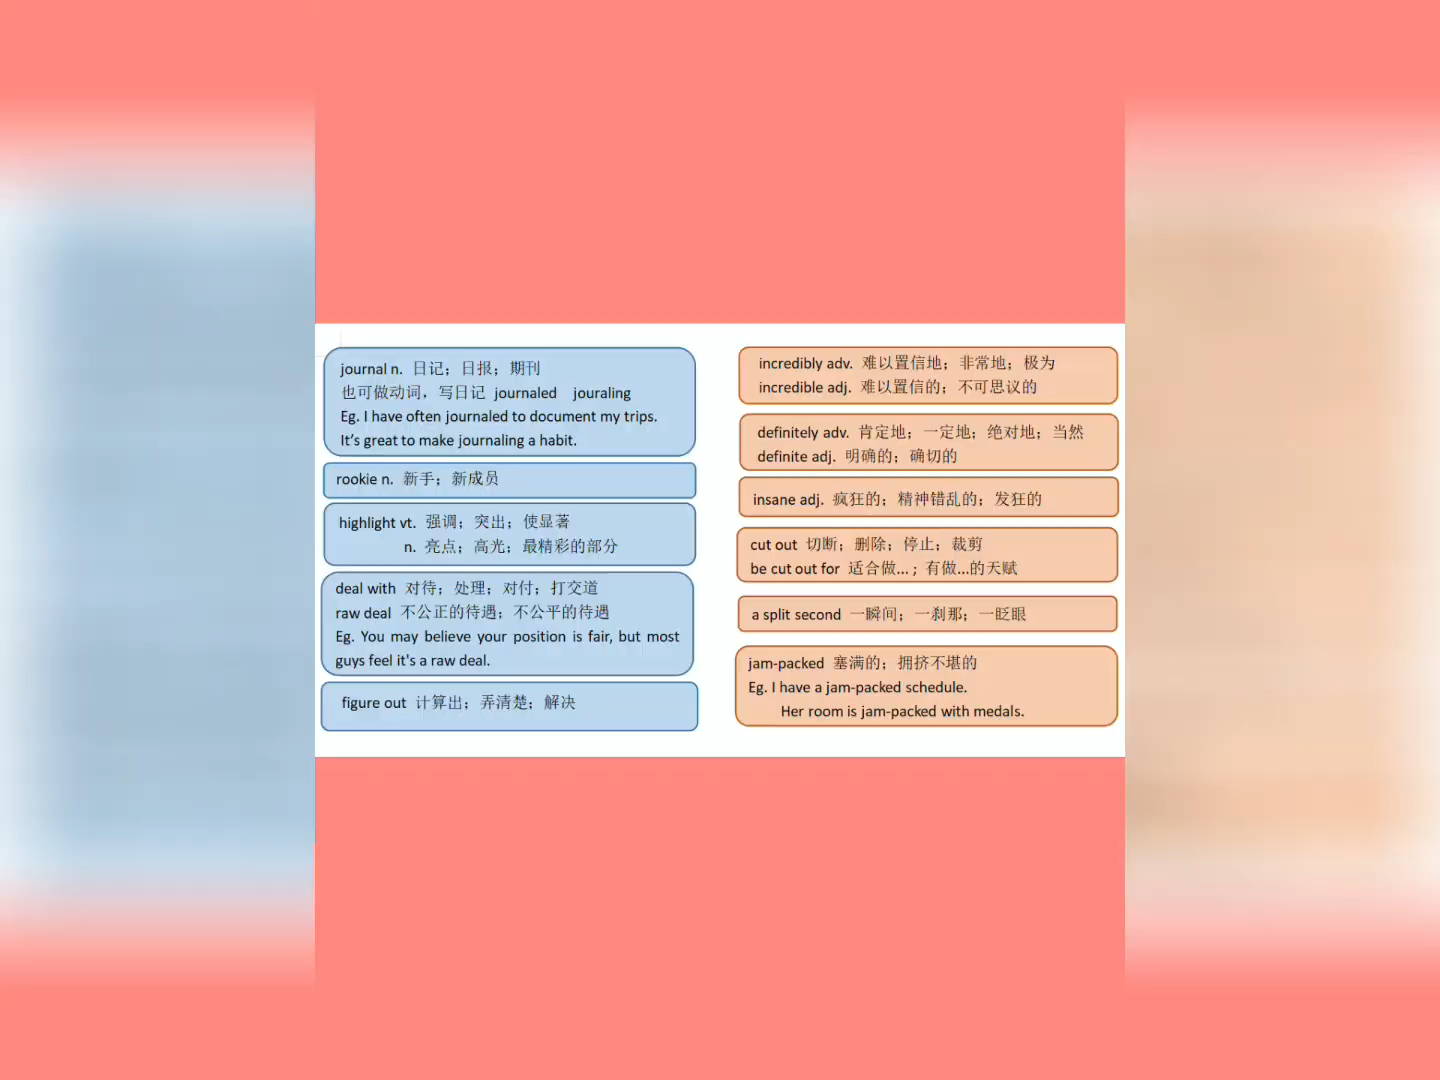 journal n. 日记；日报；期刊
也可做动词，写日记 journaled jouraling
Eg. I have often journaled to document my trips.
It’s great to make journaling a habit.
rookie n. 新手；新成员
highlight vt. 强调；突出；使显著
n. 亮点；高光；最精彩的部分
deal with 对待；处理；对付；打交道
raw deal 不公正的待遇；不公平的待遇
Eg. You may believe your position is fair, but most
guys feel it's a raw deal.
figure out 计算出；弄清楚；解决
incredibly adv. 难以置信地；非常地；极为
incredible adj. 难以置信的；不可思议的
definitely adv. 肯定地；一定地；绝对地；当然
definite adj. 明确的；确切的
insane adj. 疯狂的；精神错乱的；发狂的
cut out 切断；删除；停止；裁剪
be cut out for 适合做...；有做...的天赋
a split second 一瞬间；一刹那；一眨眼
jam-packed 塞满的；拥挤不堪的
Eg. I have a jam-packed schedule.
Her room is jam-packed with medals.